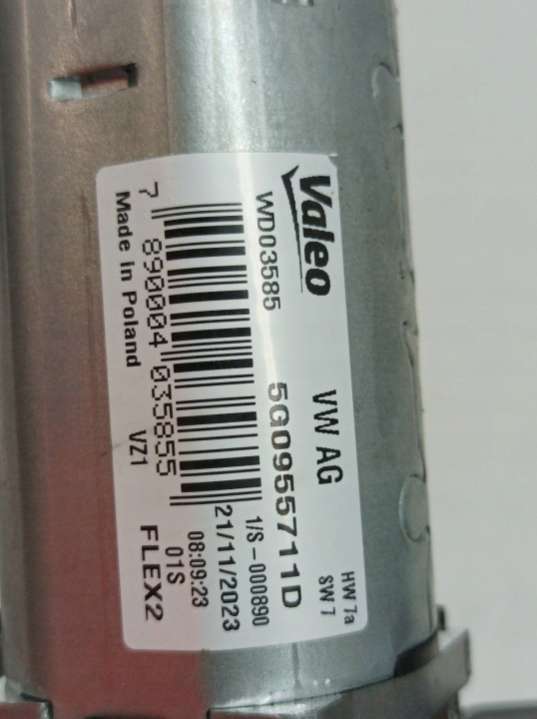 Valeo
VW AG
HW 7a
SW 7
WD03585
5G0955711D
1/S-000890
21/11/2023
08:09:23
01S
FLEX2
7 890004 035855
VZ1
Made in Poland